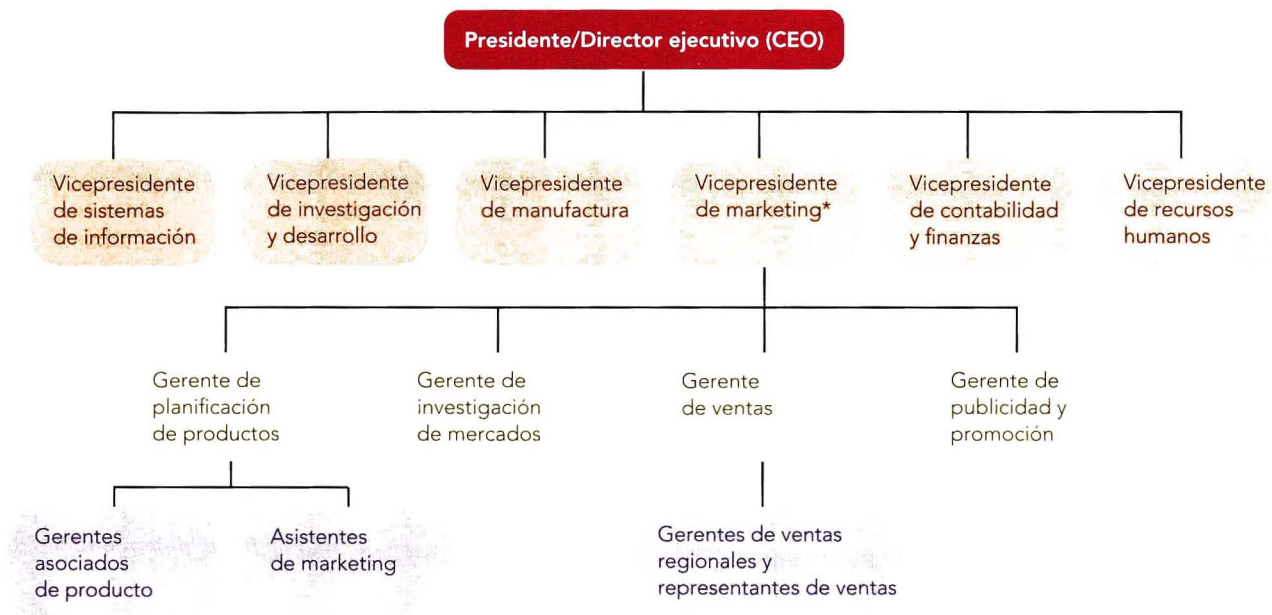 Presidente/Director ejecutivo (CEO)
Vicepresidente
de sistemas
de información
Vicepresidente
de investigación
y desarrollo
Vicepresidente
de manufactura
Vicepresidente
de marketing*
Vicepresidente
de contabilidad
y finanzas
Vicepresidente
de recursos
humanos
Gerente de
planificación
de productos
Gerente de
investigación
de mercados
Gerente
de ventas
Gerente de
publicidad y
promoción
Gerentes
asociados
de producto
Asistentes
de marketing
Gerentes de ventas
regionales y
representantes de ventas